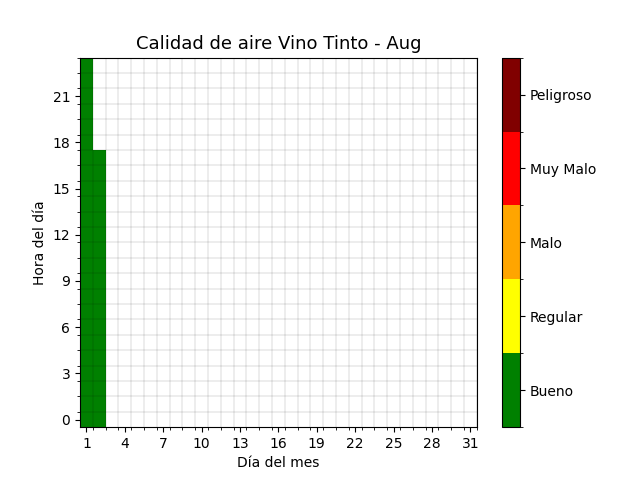 Calidad de aire Vino Tinto - Aug
Hora del día
21
18
15
12
9
6
3
0
1 4 7 10 13 16 19 22 25 28 31
Día del mes
Peligroso
Muy Malo
Malo
Regular
Bueno